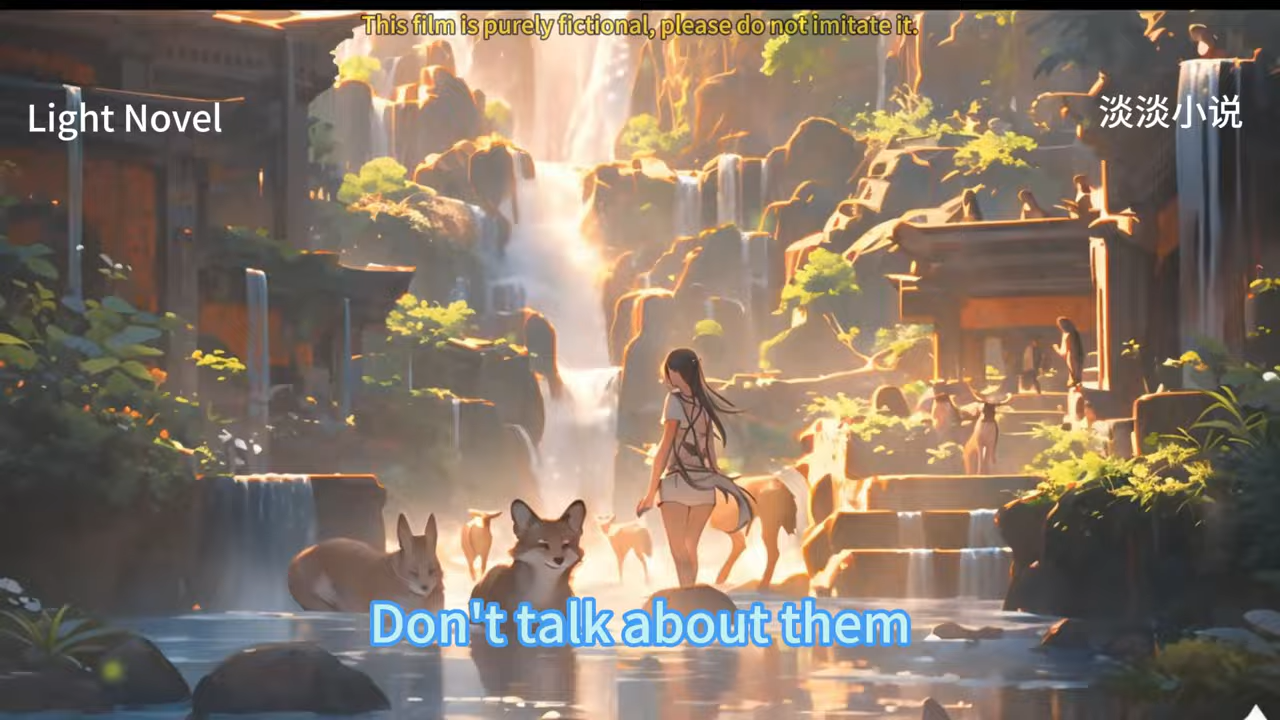 This film is purely fictional, please do not imitate it.
Light Novel
淡淡小说
Don't talk about them